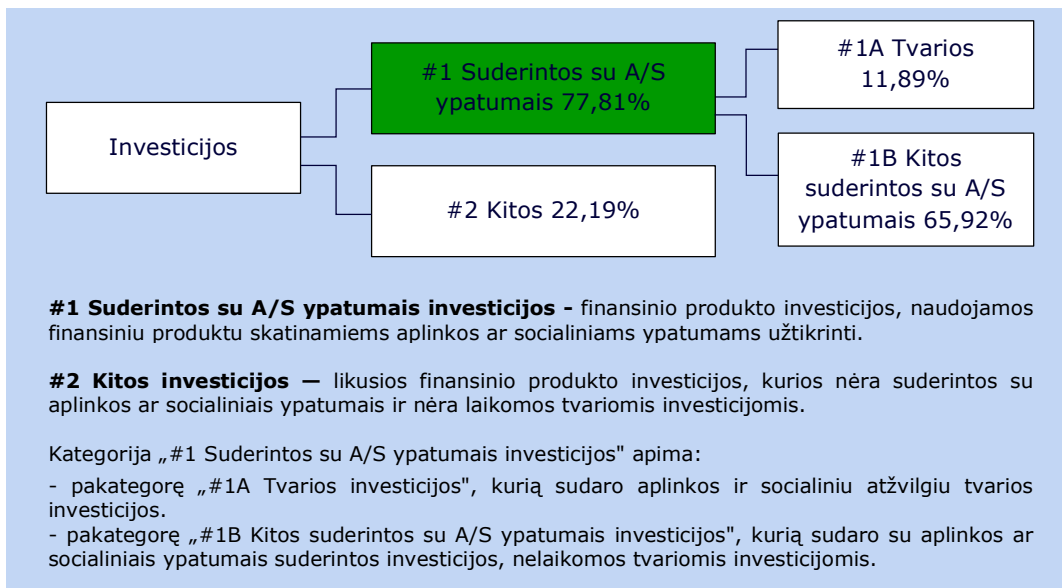 #1 Suderintos su A/S
ypatumais 77,81%
#1A Tvarios
11,89%
Investicijos
#1B Kitos
suderintos su A/S
ypatumais 65,92%
#2 Kitos 22,19%
#1 Suderintos su A/S ypatumais investicijos - finansinio produkto investicijos, naudojamos
finansiniu produktu skatinamiems aplinkos ar socialiniams ypatumams užtikrinti.
#2 Kitos investicijos — likusios finansinio produkto investicijos, kurios nėra suderintos su
aplinkos ar socialiniais ypatumais ir nėra laikomos tvariomis investicijomis.
Kategorija „#1 Suderintos su A/S ypatumais investicijos" apima:
- pakategorę „#1A Tvarios investicijos", kurią sudaro aplinkos ir socialiniu atžvilgiu tvarios
investicijos.
- pakategorę „#1B Kitos suderintos su A/S ypatumais investicijos", kurią sudaro su aplinkos ar
socialiniais ypatumais suderintos investicijos, nelaikomos tvariomis investicijomis.